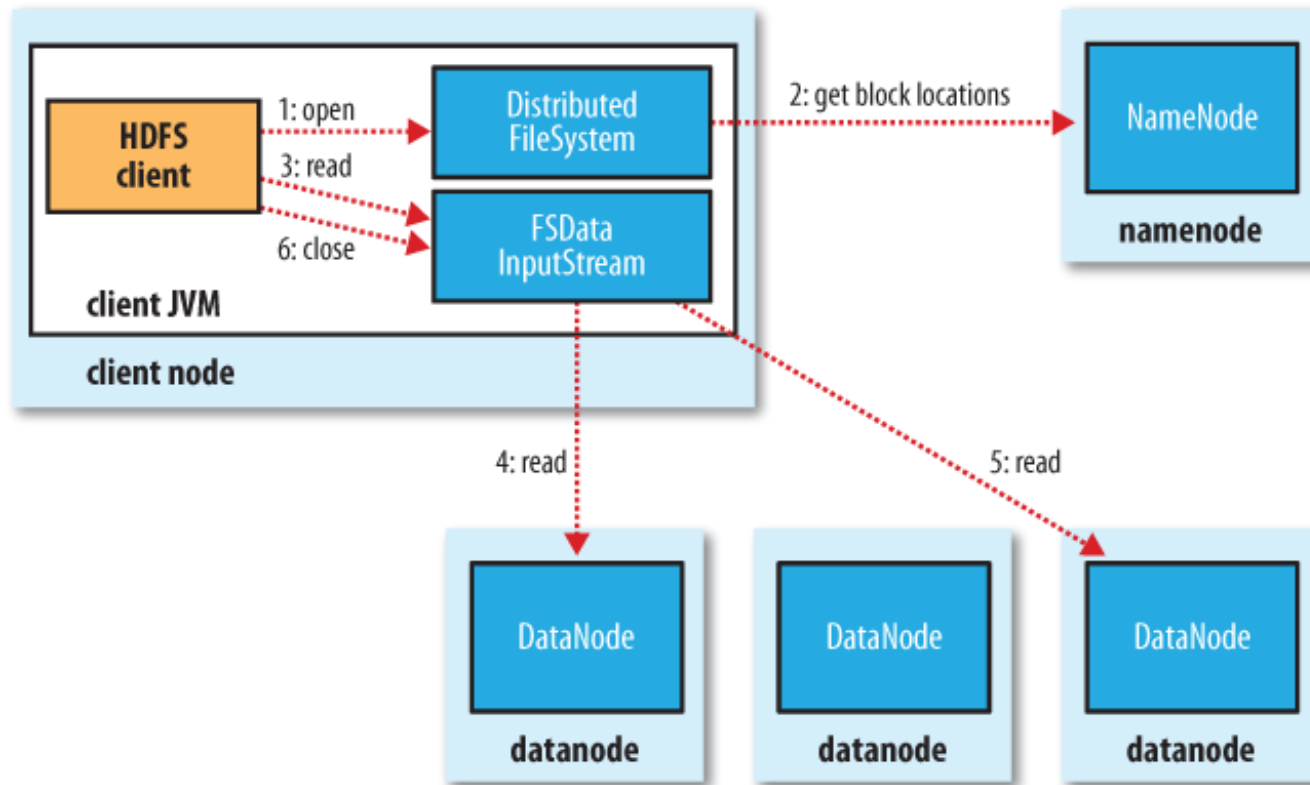 HDFS
client
1: open
3: read
6: close
Distributed
FileSystem
FSData
InputStream
client JVM
client node
2: get block locations
NameNode
namenode
4: read
5: read
DataNode
datanode
DataNode
datanode
DataNode
datanode